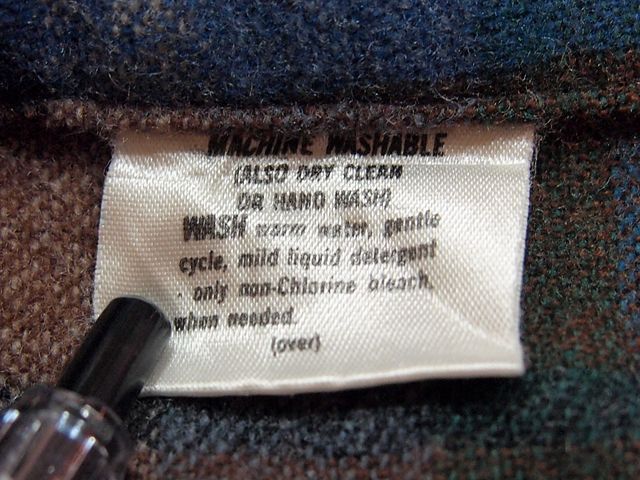 MACHINE WASHABLE
(ALSO DRY CLEAN
OR HAND WASH)
WASH warm water, gentle
cycle, mild liquid detergent
. only non-Chlorine bleach,
when needed.
(over)